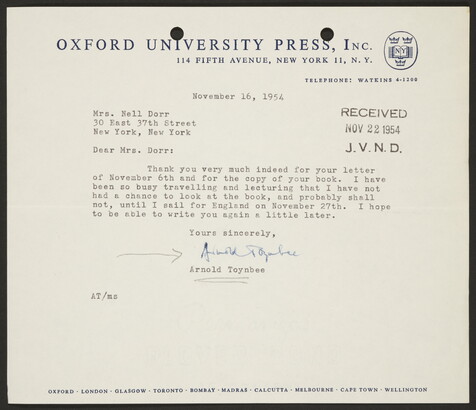 OXFORD UNIVERSITY PRESS, INC.
114 FIFTH AVENUE, NEW YORK 11, N. Y.
TELEPHONE: WATKINS 4-1200
November 16, 1954
Mrs. Nell Dorr
30 East 37th Street
New York, New York
RECEIVED
NOV 22 1954
J. V. N. D.
Dear Mrs. Dorr:
Thank you very much indeed for your letter
of November 6th and for the copy of your book. I have
been so busy travelling and lecturing that I have not
had a chance to look at the book, and probably shall
not, until I sail for England on November 27th. I hope
to be able to write you again a little later.
Yours sincerely,
Arnold Toynbee
Arnold Toynbee
AT/ms
OXFORD · LONDON · GLASGOW · TORONTO · BOMBAY · MADRAS · CALCUTTA · MELBOURNE · CAPE TOWN · WELLINGTON